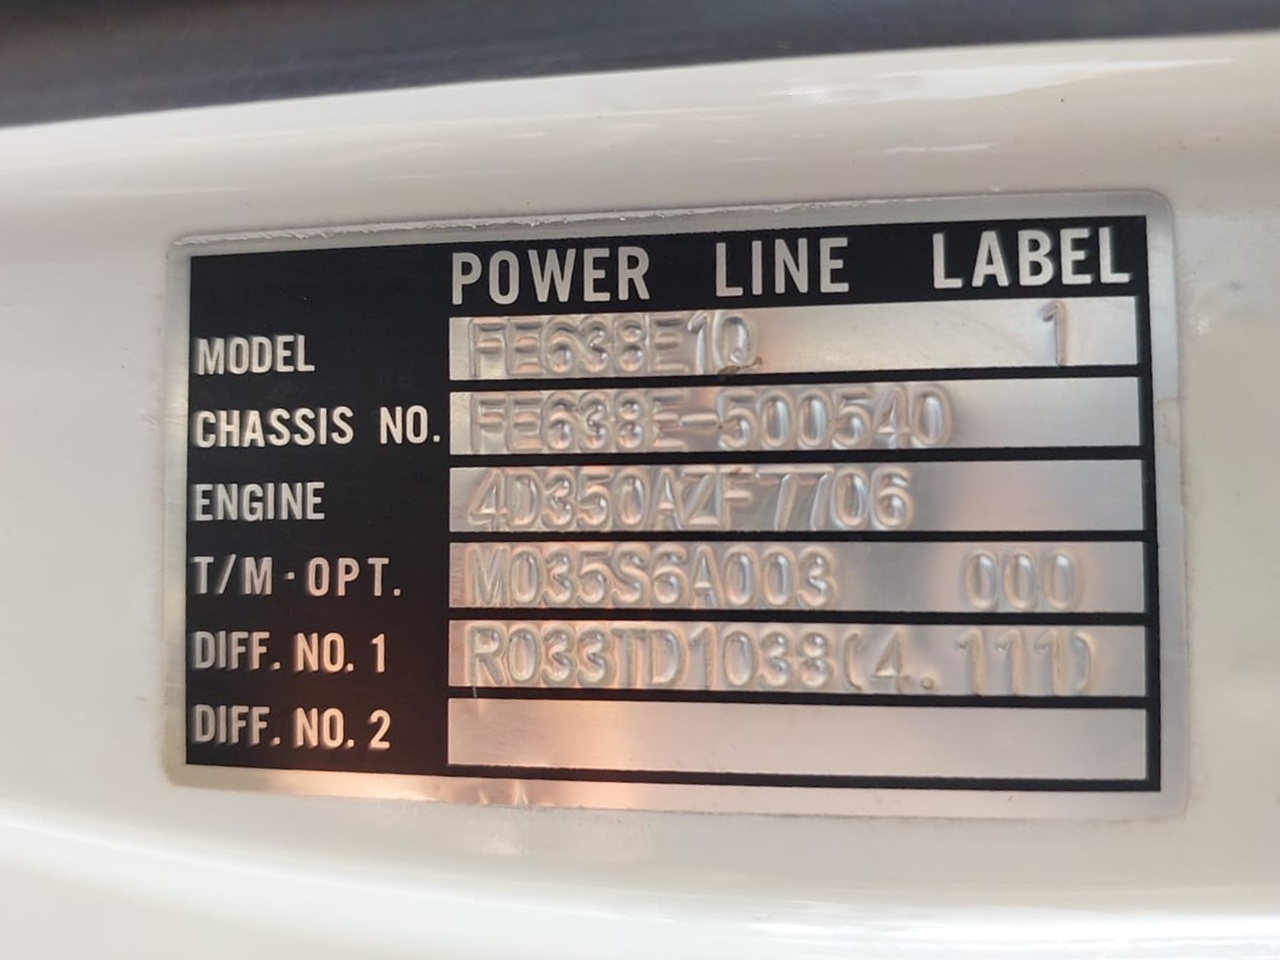 POWER LINE LABEL
MODEL FE638E1Q 1
CHASSIS NO. FE638E-500540
ENGINE 4D350AZF7706
T/M·OPT. M035S6A003 000
DIFF. NO. 1 R033TD1038(4.111)
DIFF. NO. 2